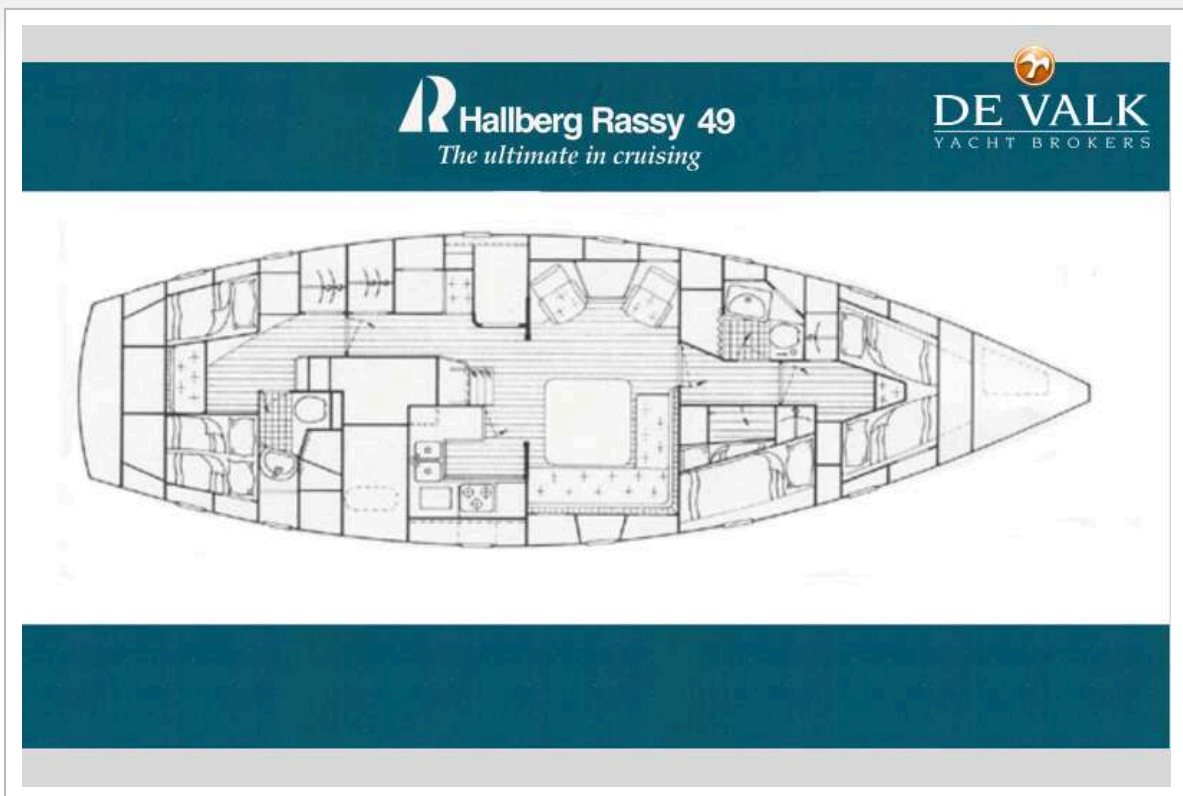 Hallberg Rassy 49
The ultimate in cruising
DE VALK
YACHT BROKERS